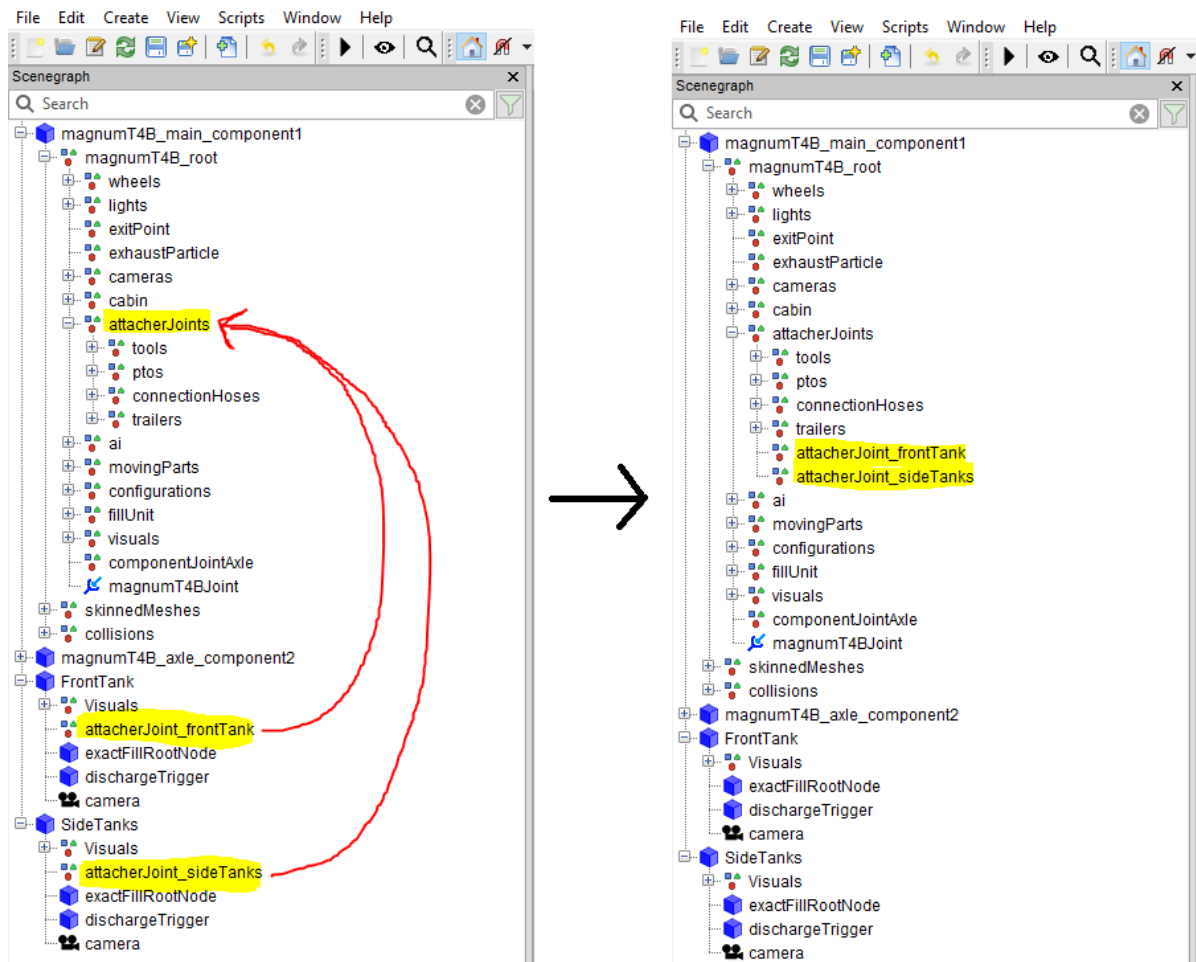 File Edit Create View Scripts Window Help
Scenegraph
Search
magnumT4B_main_component1
magnumT4B_root
wheels
lights
exitPoint
exhaustParticle
cameras
cabin
attacherJoints
tools
ptos
connectionHoses
trailers
ai
movingParts
configurations
fillUnit
visuals
componentJointAxle
magnumT4BJoint
skinnedMeshes
collisions
magnumT4B_axle_component2
FrontTank
Visuals
attacherJoint_frontTank
exactFillRootNode
dischargeTrigger
camera
SideTanks
Visuals
attacherJoint_sideTanks
exactFillRootNode
dischargeTrigger
camera
File Edit Create View Scripts Window Help
Scenegraph
Search
magnumT4B_main_component1
magnumT4B_root
wheels
lights
exitPoint
exhaustParticle
cameras
cabin
attacherJoints
tools
ptos
connectionHoses
trailers
attacherJoint_frontTank
attacherJoint_sideTanks
ai
movingParts
configurations
fillUnit
visuals
componentJointAxle
magnumT4BJoint
skinnedMeshes
collisions
magnumT4B_axle_component2
FrontTank
Visuals
exactFillRootNode
dischargeTrigger
camera
SideTanks
Visuals
exactFillRootNode
dischargeTrigger
camera